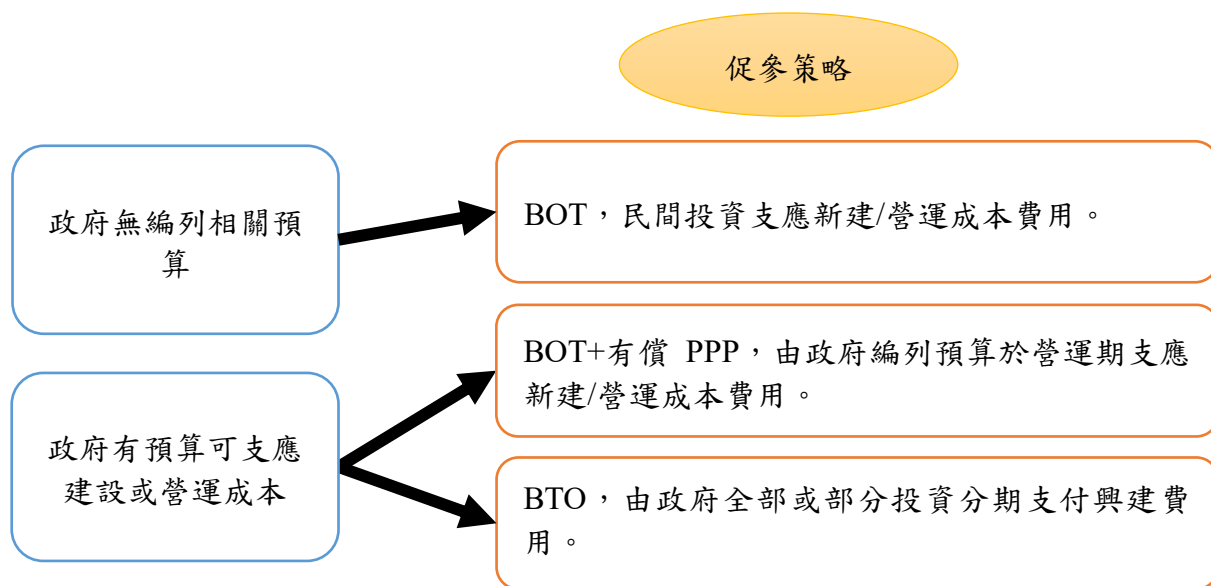 促參策略
政府無編列相關預
算
BOT，民間投資支應新建/營運成本費用。
政府有預算可支應
建設或營運成本
BOT+有償 PPP，由政府編列預算於營運期支應
新建/營運成本費用。
BTO，由政府全部或部分投資分期支付興建費
用。